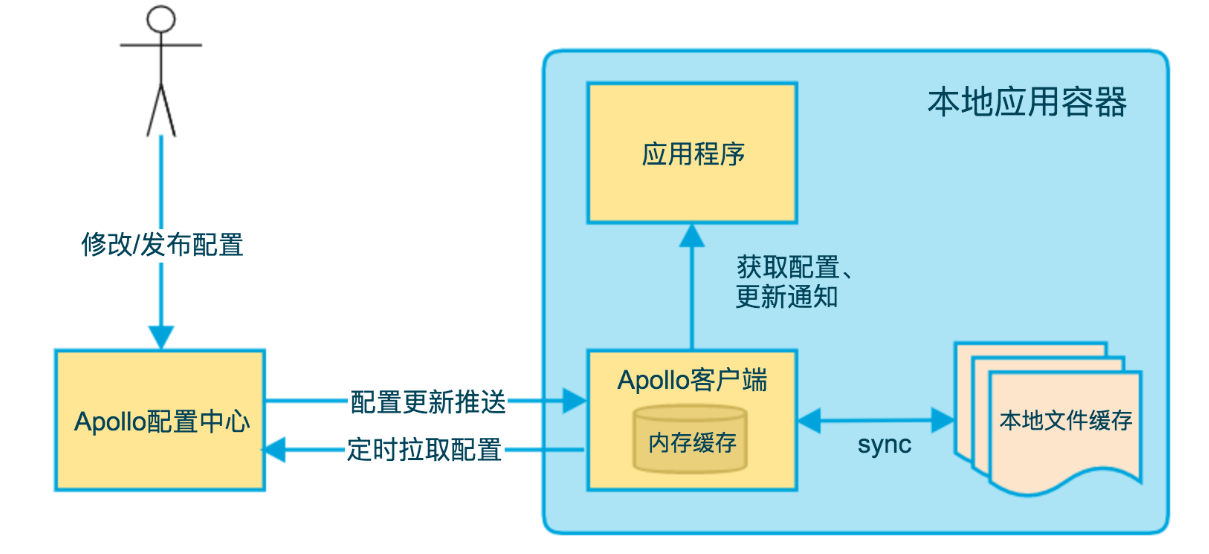 本地应用容器
应用程序
修改/发布配置
获取配置、
更新通知
Apollo配置中心
配置更新推送
定时拉取配置
Apollo客户端
内存缓存
sync
本地文件缓存